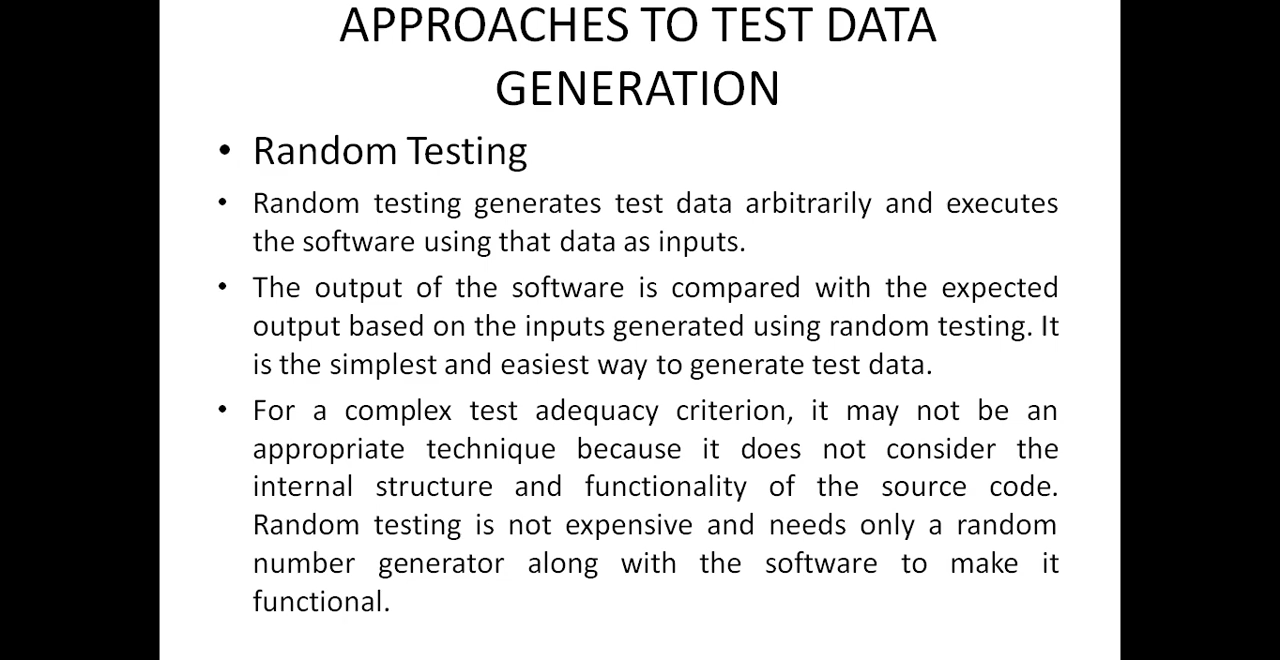 APPROACHES TO TEST DATA
GENERATION
• Random Testing
• Random testing generates test data arbitrarily and executes
the software using that data as inputs.
• The output of the software is compared with the expected
output based on the inputs generated using random testing. It
is the simplest and easiest way to generate test data.
• For a complex test adequacy criterion, it may not be an
appropriate technique because it does not consider the
internal structure and functionality of the source code.
Random testing is not expensive and needs only a random
number generator along with the software to make it
functional.